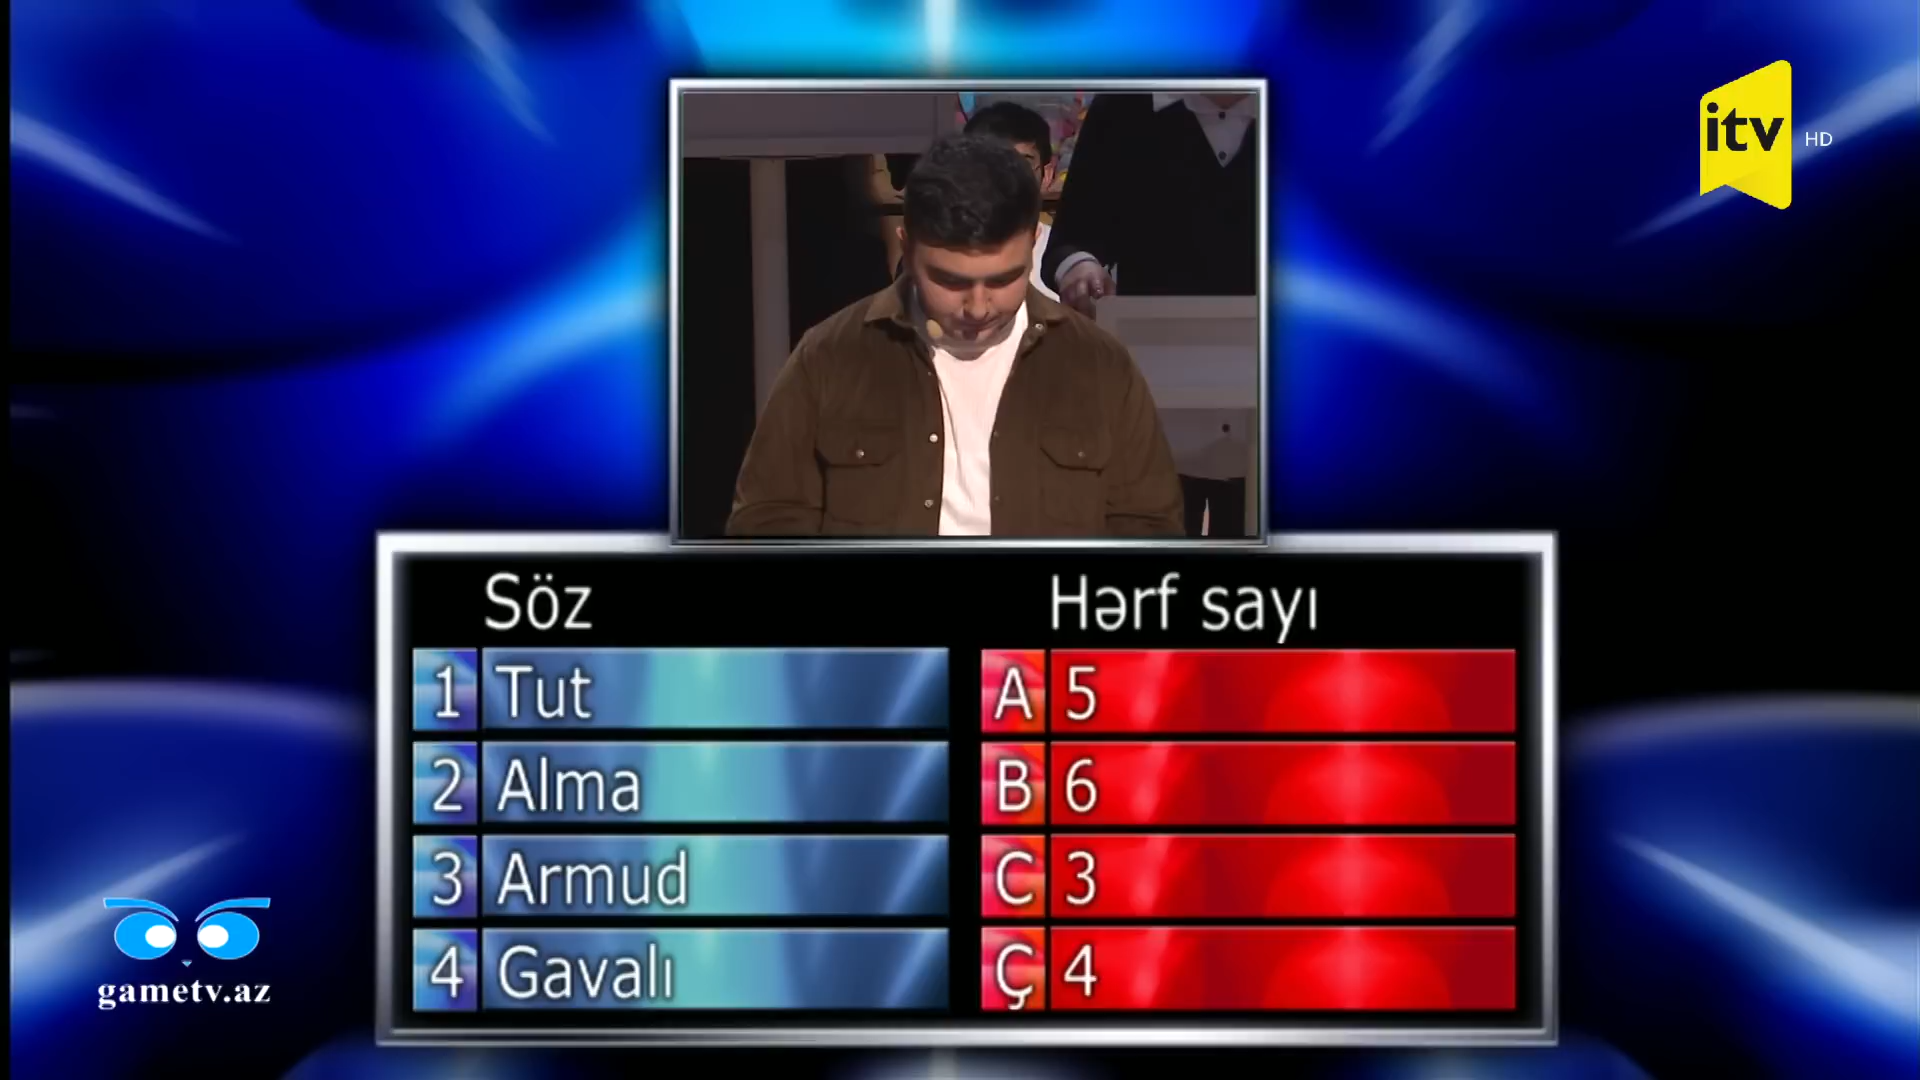 itv HD
Söz Hərf sayı
1 Tut A 5
2 Alma B 6
3 Armud C 3
4 Gavalı Ç 4
gametv.az